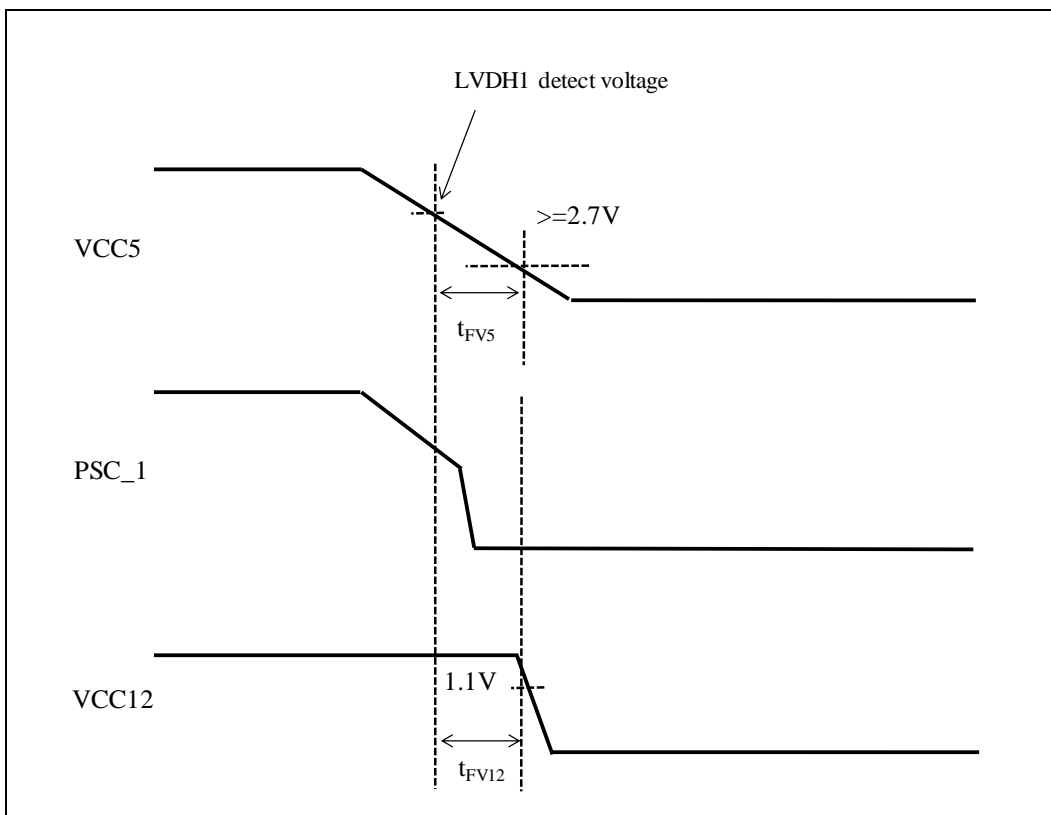 LVDH1 detect voltage
>=2.7V
VCC5
tFV5
PSC_1
1.1V
VCC12
tFV12